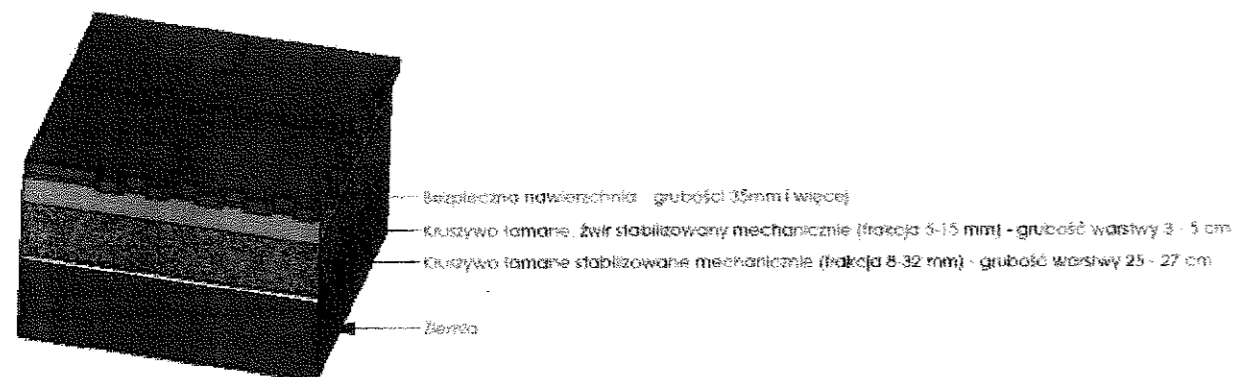 Bezpieczna nawierzchnia grubości 35mm i więcej
Kruszywo łamane, żwir stabilizowany mechanicznie (frakcja 5-15 mm) - grubość warstwy 3 - 5 cm
Kruszywo łamane stabilizowane mechanicznie (frakcja 8-32 mm) - grubość warstwy 25 - 27 cm
Ziemia